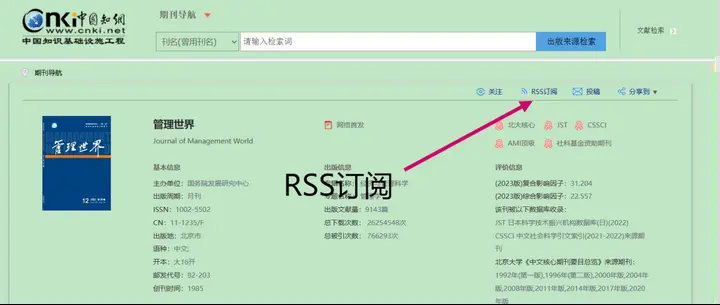 cnki中国知网
www.cnki.net
中国知识基础设施工程
期刊导航
刊名(曾用刊名)
请输入检索词
出版来源检索
文献检索
期刊导航
关注
RSS订阅
投稿
分享到
管理世界
12
管理世界
Journal of Management World
网络首发
北大核心
JST
CSSCI
AMI顶级
社科基金资助期刊
基本信息
主办单位：国务院发展研究中心
出版周期：月刊
ISSN：1002-5502
CN：11-1235/F
出版地：北京市
语种：中文;
开本：大16开
邮发代号：82-203
创刊时间：1985
出版信息
RSS订阅
出版文献量：9143篇
总下载次数：26254548次
总被引次数：766293次
评价信息
(2023版)复合影响因子：31.204
(2023版)综合影响因子：22.557
该刊被以下数据库收录：
JST 日本科学技术振兴机构数据库(日)(2022)
CSSCI 中文社会科学引文索引(2021-2022)来源期刊
北京大学《中文核心期刊要目总览》来源期刊：
1992年(第一版),1996年(第二版),2000年版,2004年
版,2008年版,2011年版,2014年版,2017年版,2020
年版